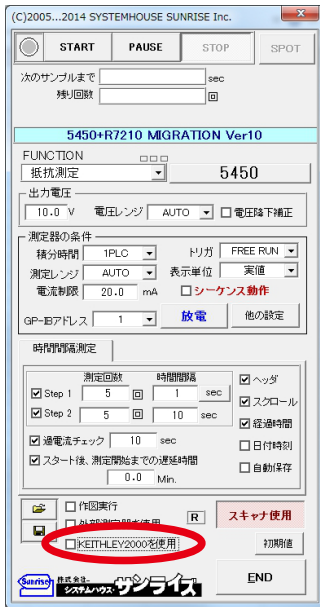 (C)2005...2014 SYSTEMHOUSE SUNRISE Inc.
START PAUSE STOP SPOT
次のサンプルまで sec
残り回数 回
5450+R7210 MIGRATION Ver10
FUNCTION
抵抗測定 5450
出力電圧
10.0 V 電圧レンジ AUTO 電圧降下補正
測定器の条件
積分時間 1PLC トリガ FREE RUN
測定レンジ AUTO 表示単位 実値
電流制限 20.0 mA シーケンス動作
GP-IBアドレス 1 放電 他の設定
時間間隔測定
測定回数 時間間隔
Step 1 5 回 1 sec
Step 2 5 回 10 sec
過電流チェック 10 sec
スタート後、測定開始までの遅延時間
0.0 Min.
ヘッダ
スクロール
経過時間
日付時刻
自動保存
作図実行
R スキャナ使用
KEITHLEY2000を使用 初期値
Sunrise 株式会社 システムハウス サンライズ END